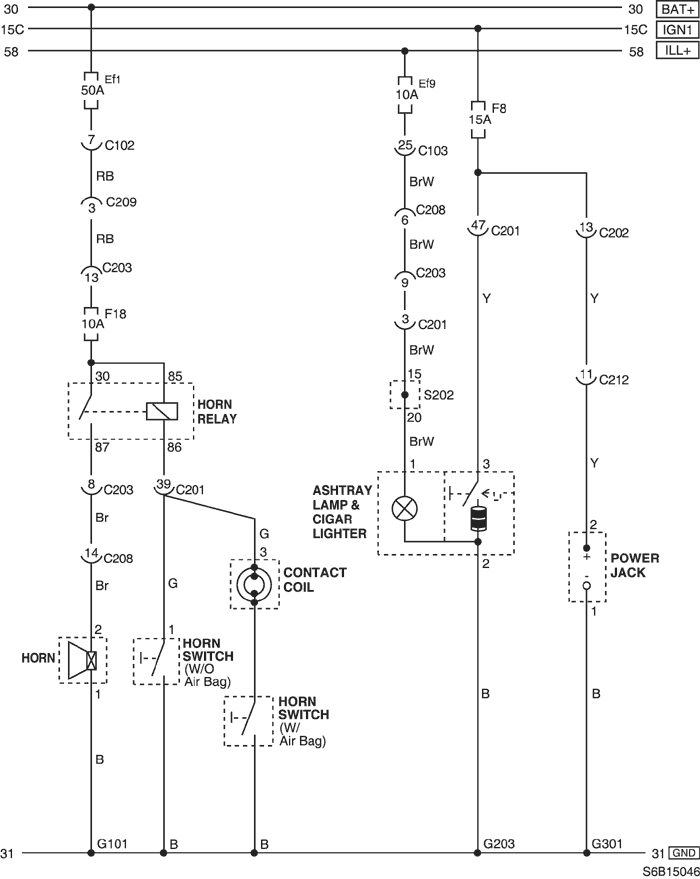 30 30 BAT+
15C 15C IGN1
58 58 ILL+
Ef1
50A
Ef9
10A
F8
15A
7 C102
25 C103
RB
BrW
3 C209
6 C208
47 C201
13 C202
RB
BrW
13 C203
9 C203
Y
Y
F18
10A
3 C201
BrW
30 85
15
11 C212
HORN
RELAY
S202
20
87 86
BrW
Y
1 3
8 C203
39 C201
ASHTRAY
LAMP &
CIGAR
LIGHTER
Br
G
2
14 C208
3
+
-
POWER
JACK
2
Br
G
CONTACT
COIL
1
2
1
HORN
HORN
SWITCH
(W/O
Air Bag)
1
HORN
SWITCH
(W/
Air Bag)
B
B
B
G101
B
B
G203
G301
31 31 GND
S6B15046